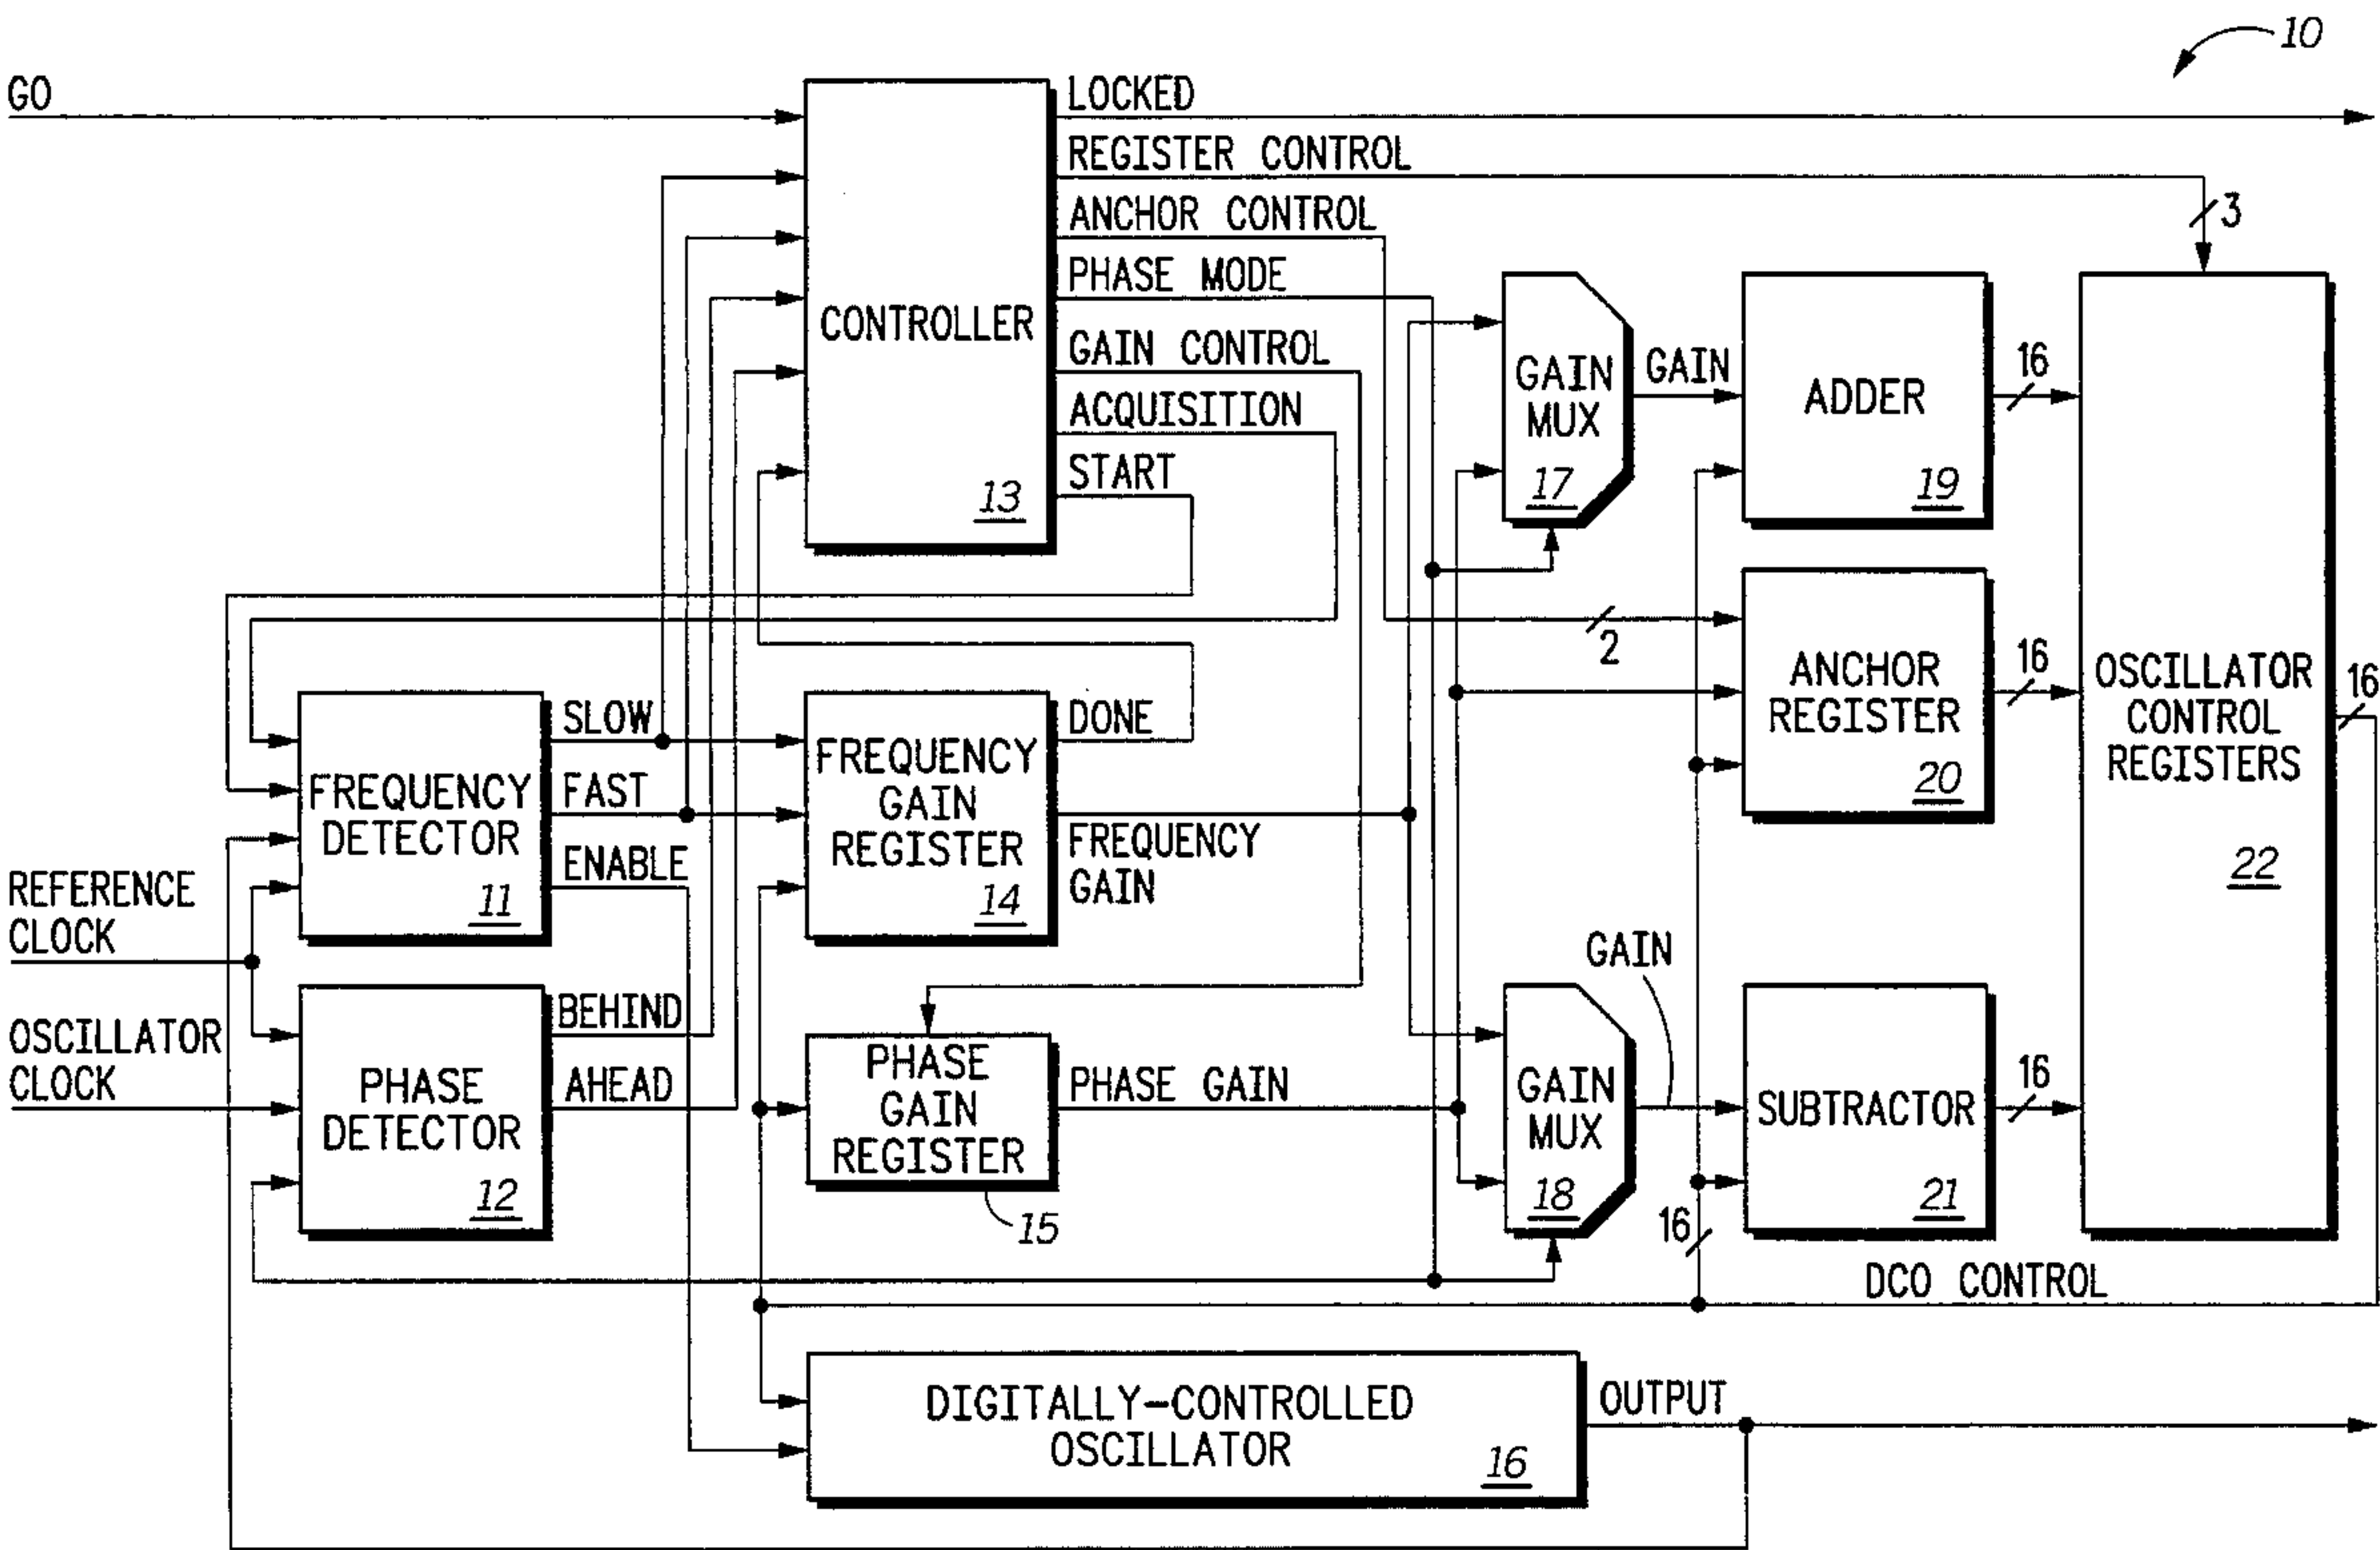 10
GO
LOCKED
REGISTER CONTROL
3
ANCHOR CONTROL
PHASE MODE
GAIN CONTROL
ACQUISITION
START
CONTROLLER
13
GAIN
MUX
17
GAIN
ADDER
19
16
2
ANCHOR
REGISTER
20
16
OSCILLATOR
CONTROL
REGISTERS
22
16
FREQUENCY
DETECTOR
11
SLOW
FAST
ENABLE
FREQUENCY
GAIN
REGISTER
14
DONE
FREQUENCY
GAIN
REFERENCE
CLOCK
OSCILLATOR
CLOCK
PHASE
DETECTOR
12
BEHIND
AHEAD
PHASE
GAIN
REGISTER
15
PHASE GAIN
GAIN
GAIN
MUX
18
SUBTRACTOR
21
16
16
DCO CONTROL
DIGITALLY-CONTROLLED
OSCILLATOR
16
OUTPUT